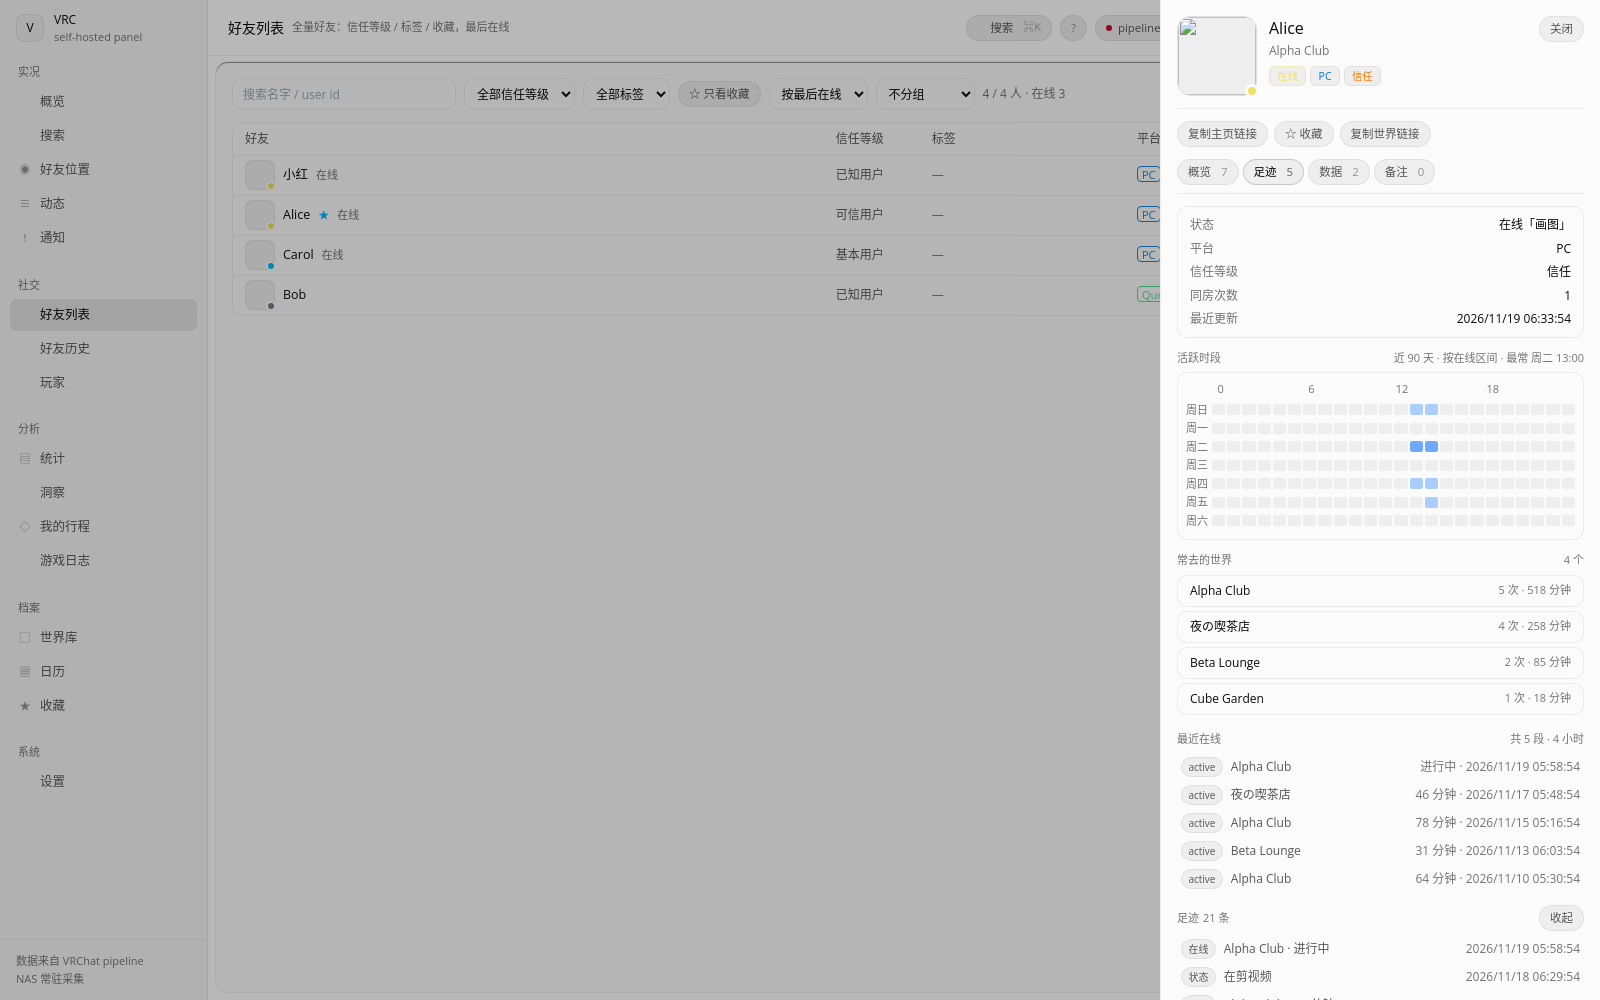 V
VRC
self-hosted panel
实况
概览
搜索
好友位置
动态
通知
社交
好友列表
好友历史
玩家
分析
统计
洞察
我的行程
游戏日志
档案
世界库
日历
收藏
系统
设置
数据来自 VRChat pipeline
NAS 常驻采集
好友列表 全量好友：信任等级 / 标签 / 收藏，最后在线
搜索 ⌘K ? pipeline
搜索名字 / user id 全部信任等级 全部标签 ☆ 只看收藏 按最后在线 不分组 4 / 4 人 · 在线 3
好友 信任等级 标签 平台
小红 在线 已知用户 — PC
Alice ★ 在线 可信用户 — PC
Carol 在线 基本用户 — PC
Bob 已知用户 — Que
Alice
Alpha Club
在线 PC 信任
关闭
复制主页链接 ☆ 收藏 复制世界链接
概览 7 足迹 5 数据 2 备注 0
状态 在线「画图」
平台 PC
信任等级 信任
同房次数 1
最近更新 2026/11/19 06:33:54
活跃时段 近 90 天 · 按在线区间 · 最常 周二 13:00
0 6 12 18
周日
周一
周二
周三
周四
周五
周六
常去的世界 4 个
Alpha Club 5 次 · 518 分钟
夜の喫茶店 4 次 · 258 分钟
Beta Lounge 2 次 · 85 分钟
Cube Garden 1 次 · 18 分钟
最近在线 共 5 段 · 4 小时
active Alpha Club 进行中 · 2026/11/19 05:58:54
active 夜の喫茶店 46 分钟 · 2026/11/17 05:48:54
active Alpha Club 78 分钟 · 2026/11/15 05:16:54
active Beta Lounge 31 分钟 · 2026/11/13 06:03:54
active Alpha Club 64 分钟 · 2026/11/10 05:30:54
足迹 21 条 收起
在线 Alpha Club · 进行中 2026/11/19 05:58:54
状态 在剪视频 2026/11/18 06:29:54